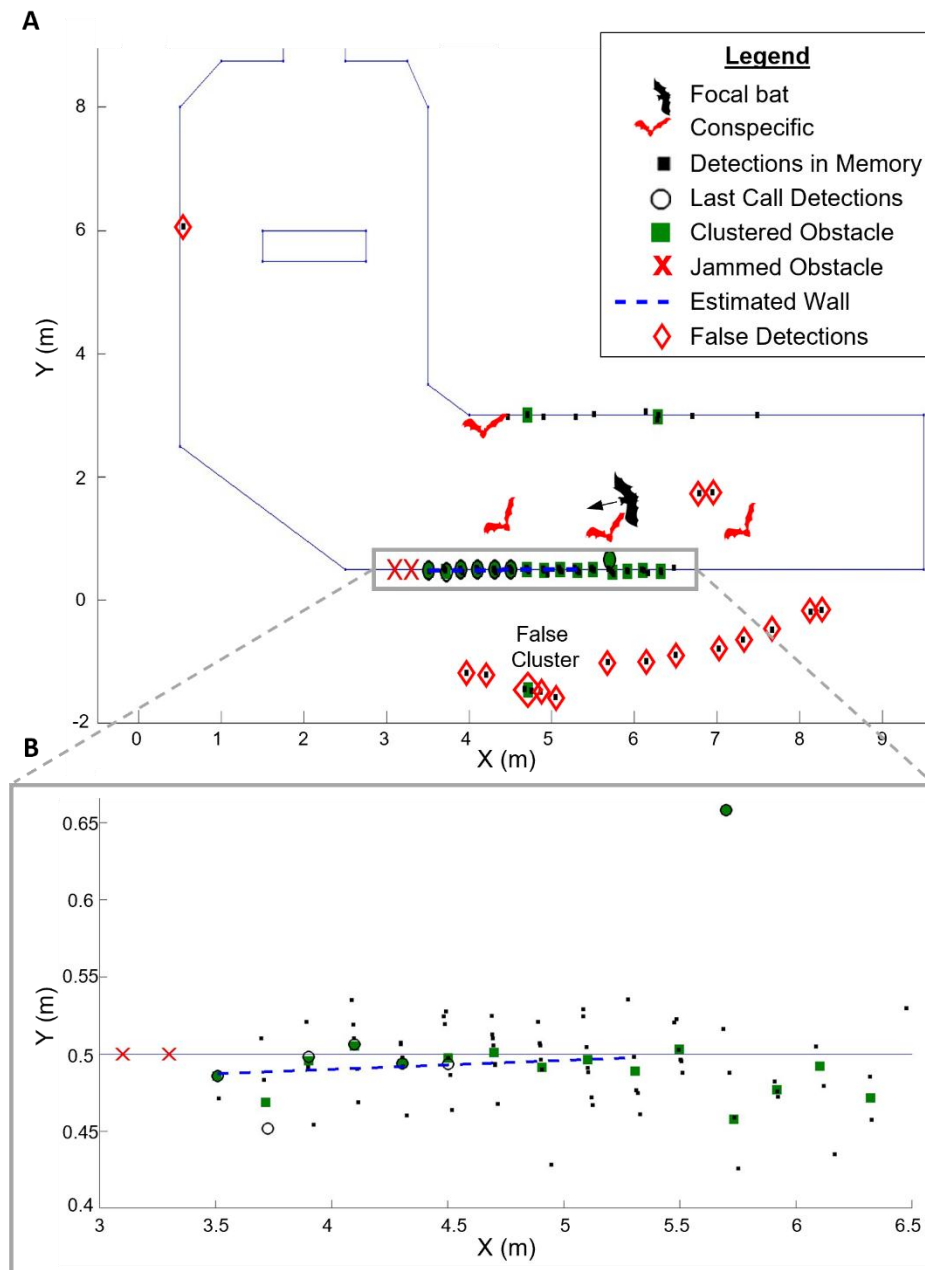 A
Legend
Focal bat
Conspecific
Detections in Memory
Last Call Detections
Clustered Obstacle
Jammed Obstacle
Estimated Wall
False Detections
8
6
4
2
0
-2
Y (m)
False
Cluster
0 1 2 3 4 5 6 7 8 9
X (m)
B
0.65
0.6
0.55
0.5
0.45
0.4
Y (m)
3 3.5 4 4.5 5 5.5 6 6.5
X (m)